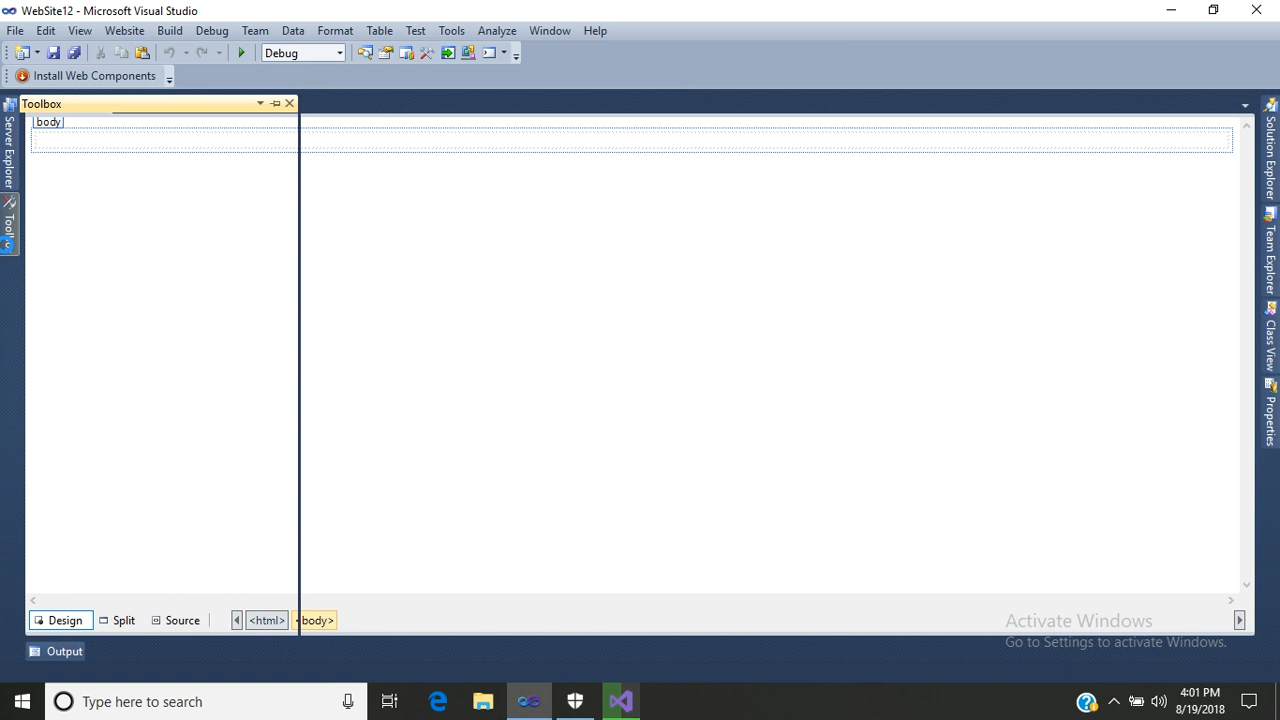 WebSite12 - Microsoft Visual Studio
File Edit View Website Build Debug Team Data Format Table Test Tools Analyze Window Help
Debug
Install Web Components
Toolbox
body
Server Explorer
Solution Explorer
Team Explorer
Class View
Properties
Design Split Source <html> <body>
Activate Windows
Go to Settings to activate Windows.
Output
Type here to search
4:01 PM
8/19/2018